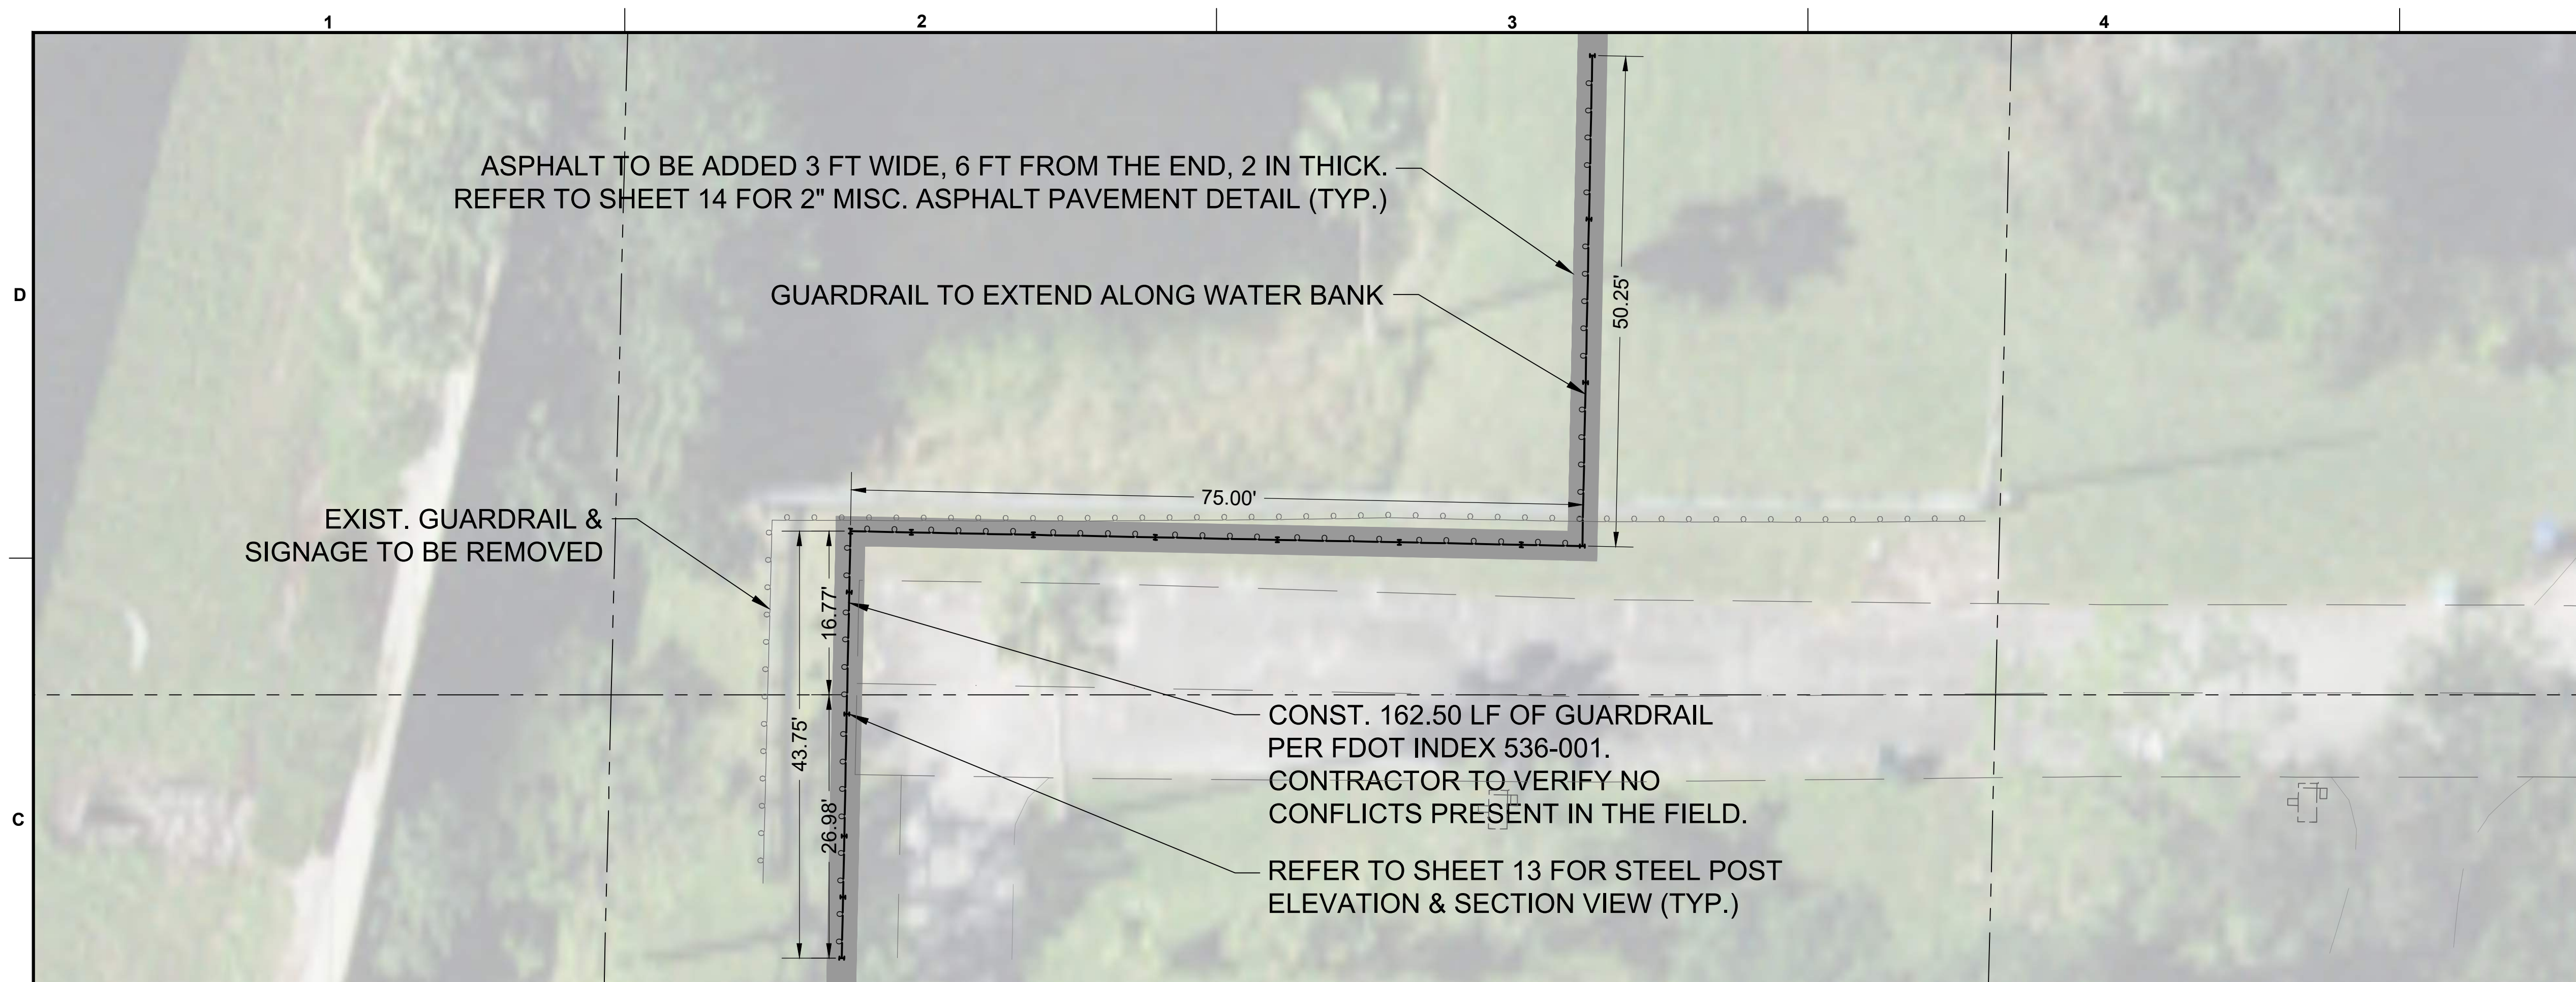 1 2 3 4
ASPHALT TO BE ADDED 3 FT WIDE, 6 FT FROM THE END, 2 IN THICK.
REFER TO SHEET 14 FOR 2" MISC. ASPHALT PAVEMENT DETAIL (TYP.)
D
GUARDRAIL TO EXTEND ALONG WATER BANK
50.25'
75.00'
EXIST. GUARDRAIL &
SIGNAGE TO BE REMOVED
16.77'
43.75'
26.98'
C
CONST. 162.50 LF OF GUARDRAIL
PER FDOT INDEX 536-001.
CONTRACTOR TO VERIFY NO
CONFLICTS PRESENT IN THE FIELD.
REFER TO SHEET 13 FOR STEEL POST
ELEVATION & SECTION VIEW (TYP.)